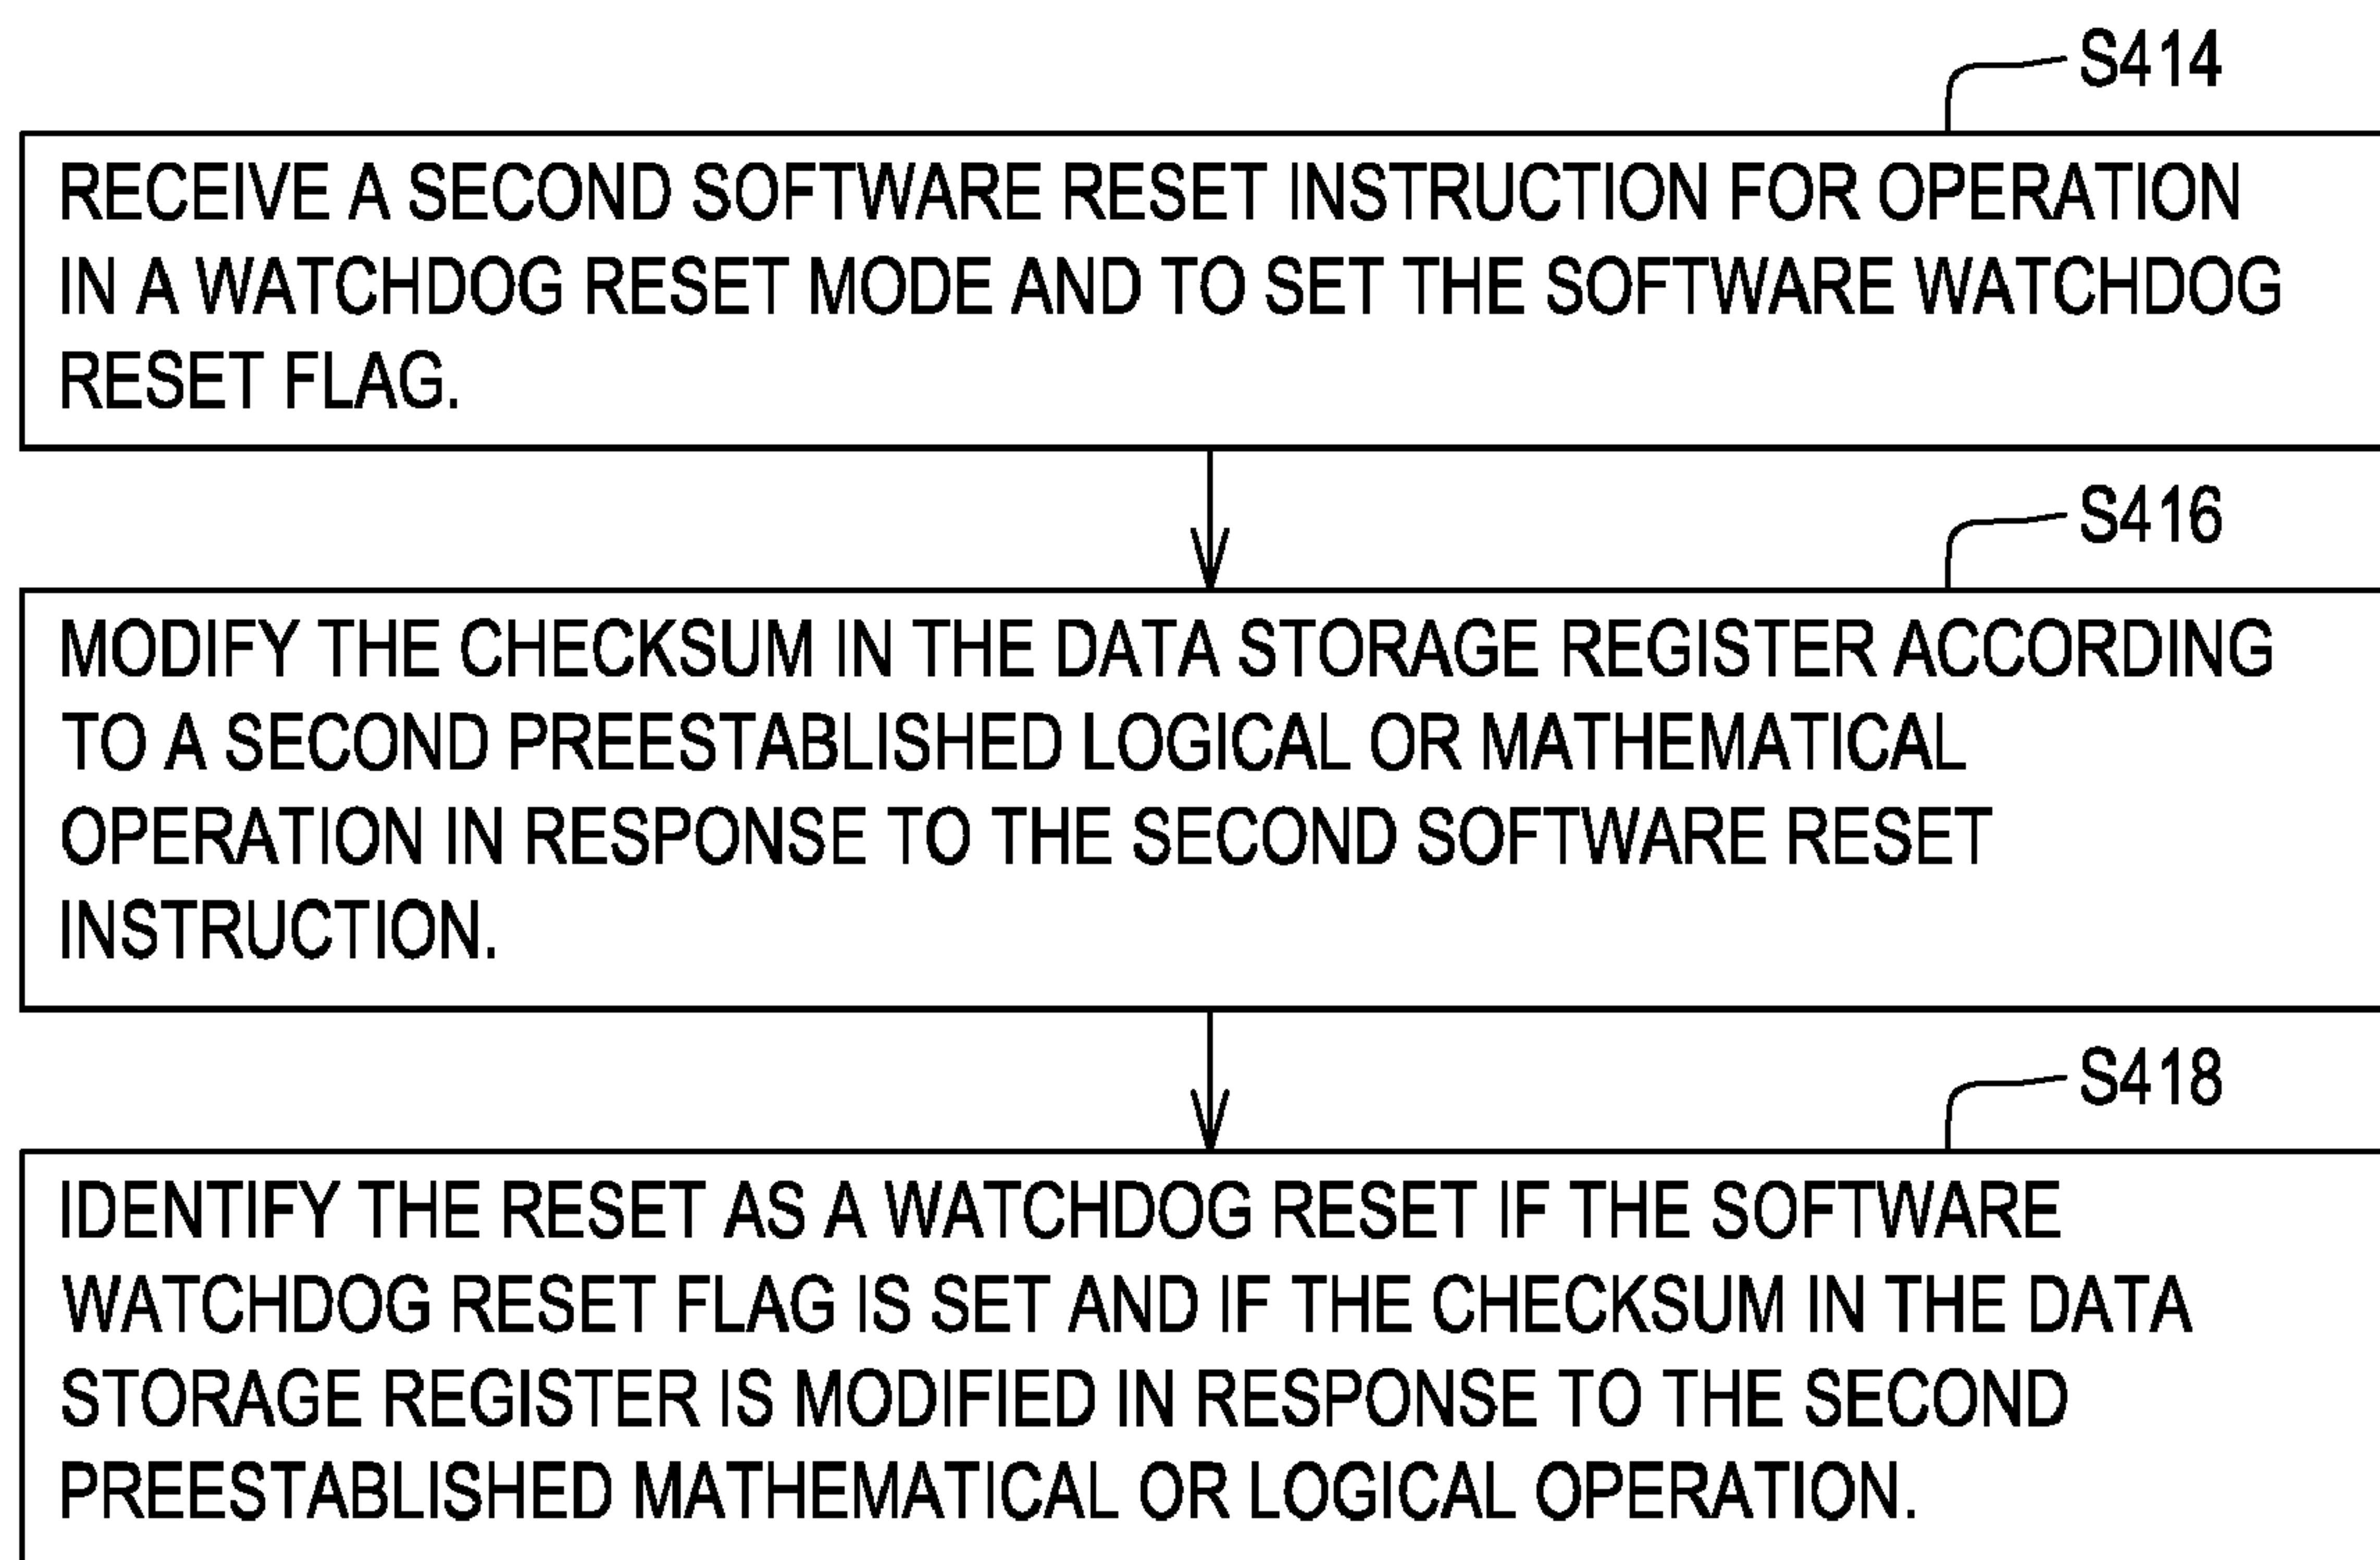 S414
RECEIVE A SECOND SOFTWARE RESET INSTRUCTION FOR OPERATION
IN A WATCHDOG RESET MODE AND TO SET THE SOFTWARE WATCHDOG
RESET FLAG.
S416
MODIFY THE CHECKSUM IN THE DATA STORAGE REGISTER ACCORDING
TO A SECOND PREESTABLISHED LOGICAL OR MATHEMATICAL
OPERATION IN RESPONSE TO THE SECOND SOFTWARE RESET
INSTRUCTION.
S418
IDENTIFY THE RESET AS A WATCHDOG RESET IF THE SOFTWARE
WATCHDOG RESET FLAG IS SET AND IF THE CHECKSUM IN THE DATA
STORAGE REGISTER IS MODIFIED IN RESPONSE TO THE SECOND
PREESTABLISHED MATHEMATICAL OR LOGICAL OPERATION.